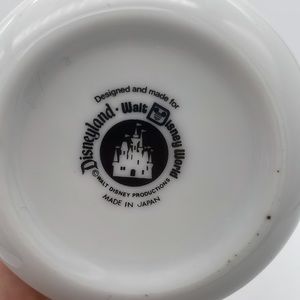 Designed and made for
Disneyland · Walt Disney World
© WALT DISNEY PRODUCTIONS
MADE IN JAPAN